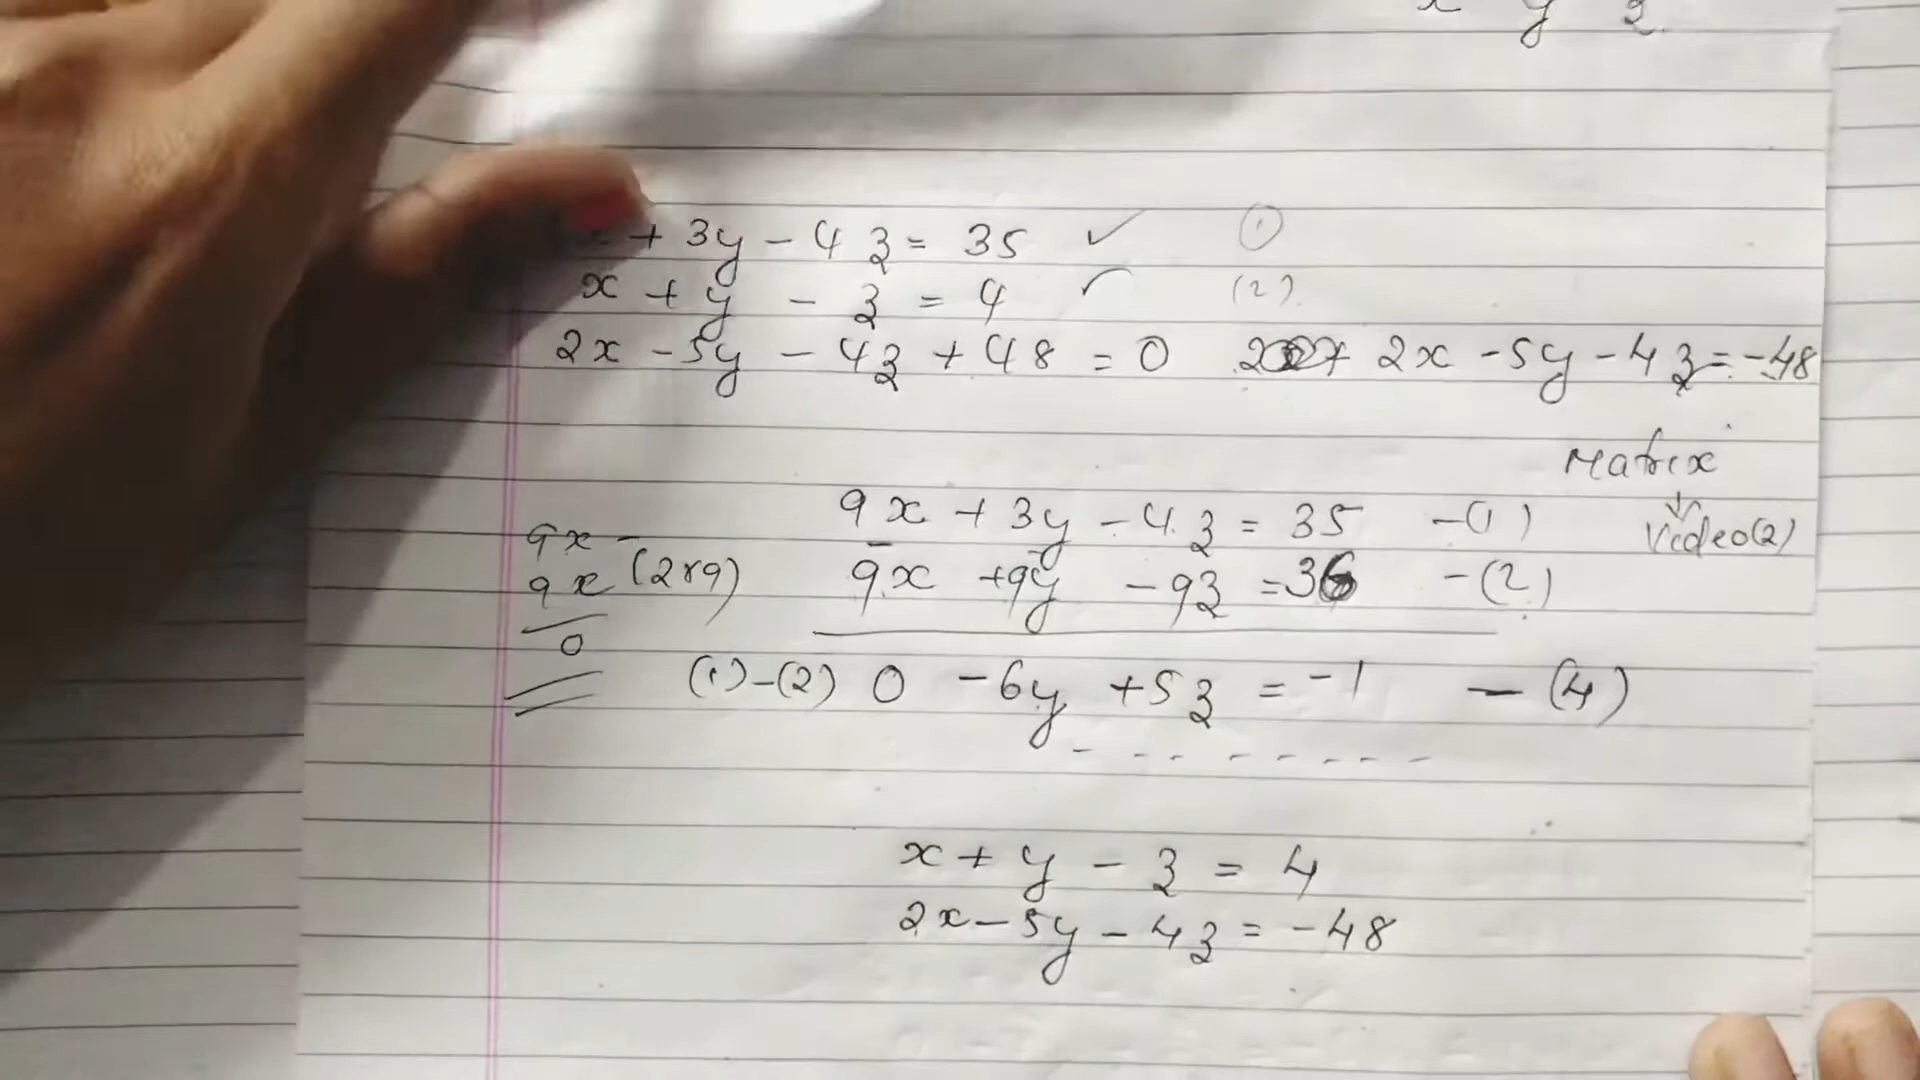 x y z
x + 3y - 4z = 35 ✓ (1)
x + y - z = 4 ✓ (2)
2x - 5y - 4z + 48 = 0 2x - 5y - 4z = -48
Matrix
↓
Video(2)
9x + 3y - 4z = 35 -(1)
9x -
9x (2x9) 9x + 9y - 9z = 36 -(2)
0
(1)-(2) 0 - 6y + 5z = -1 — (4)
x + y - z = 4
2x - 5y - 4z = -48